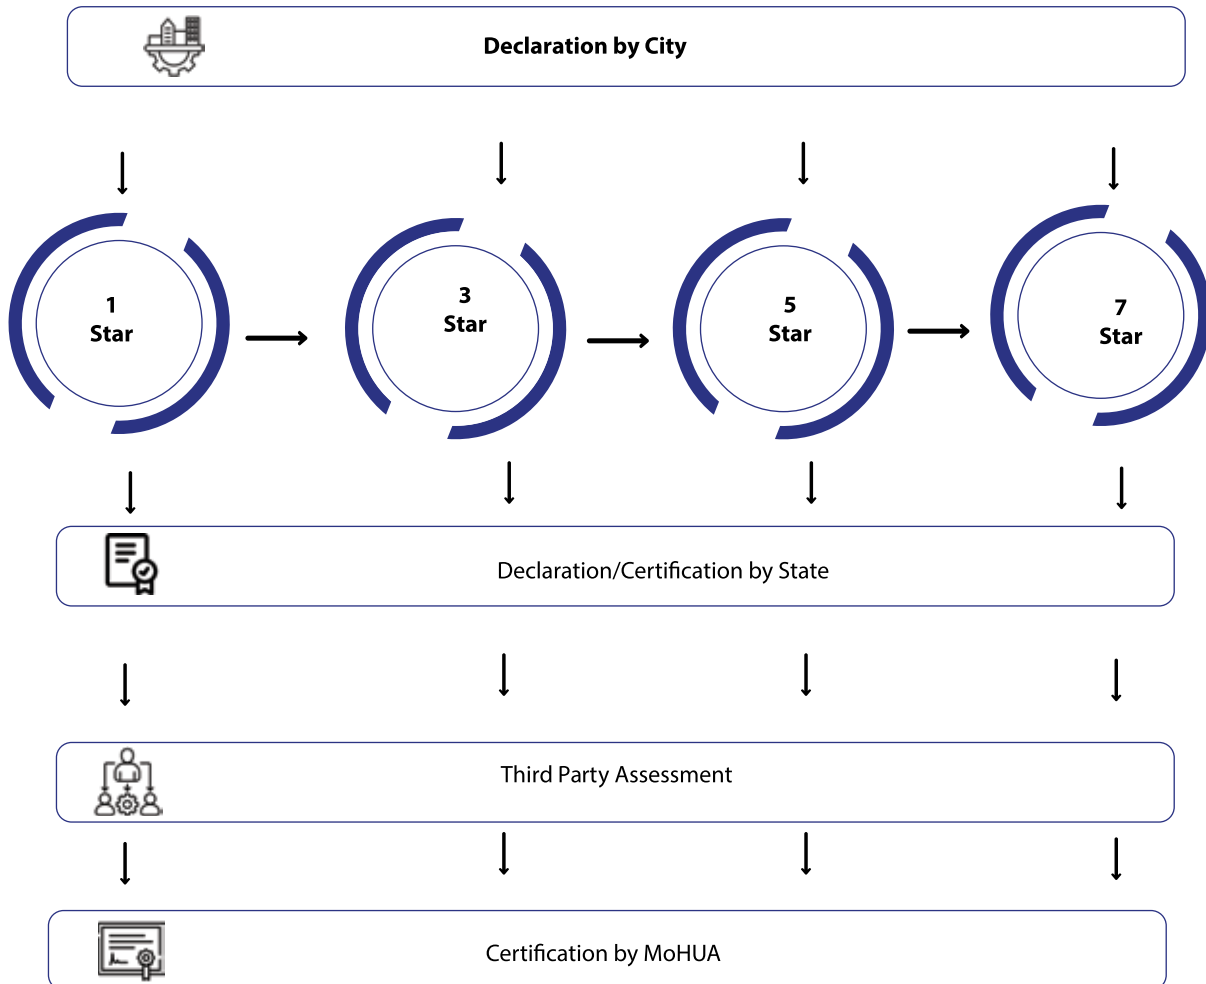 Declaration by City
1
Star
3
Star
5
Star
7
Star
Declaration/Certification by State
Third Party Assessment
Certification by MoHUA